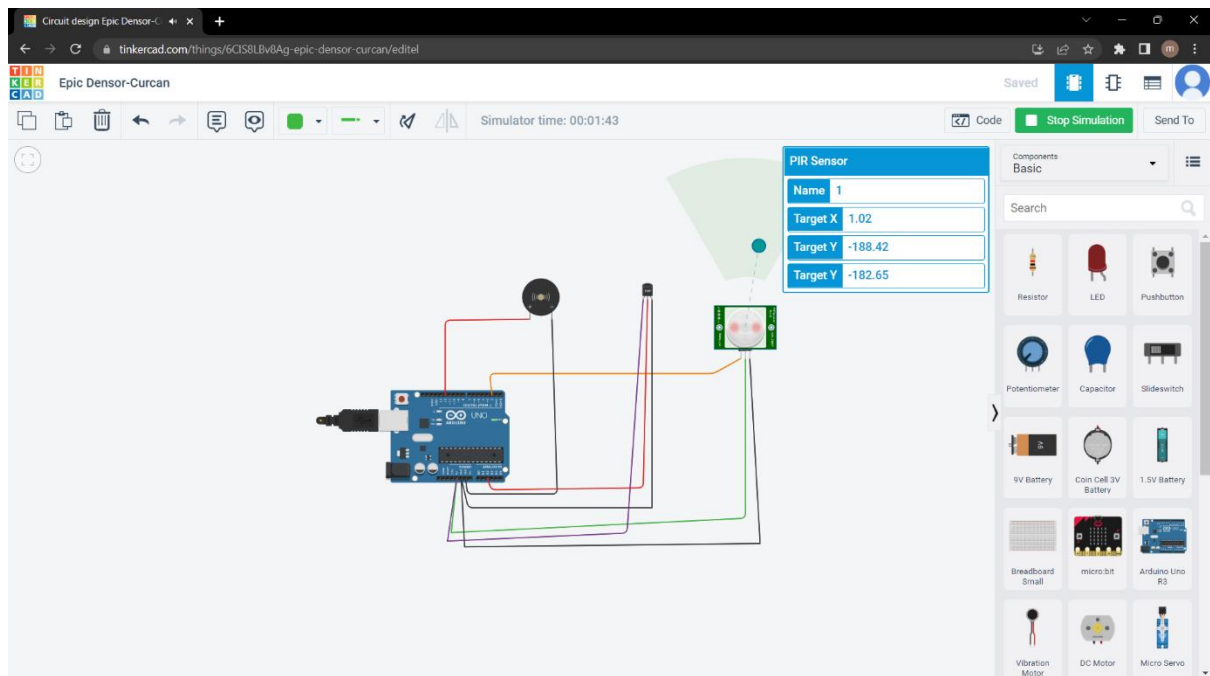 Circuit design Epic Densor-C
tinkercad.com/things/6CIS8LBv8Ag-epic-densor-curcan/editel
m
TIN
KER
CAD
Epic Densor-Curcan
Saved
Simulator time: 00:01:43
Code
Stop Simulation
Send To
PIR Sensor
Name 1
Target X 1.02
Target Y -188.42
Target Y -182.65
Components
Basic
Search
Resistor
LED
Pushbutton
Potentiometer
Capacitor
Slideswitch
9V
9V Battery
Coin Cell 3V
Battery
1.5V Battery
Breadboard
Small
micro:bit
Arduino Uno
R3
Vibration
Motor
DC Motor
Micro Servo
UNO
ARDUINO